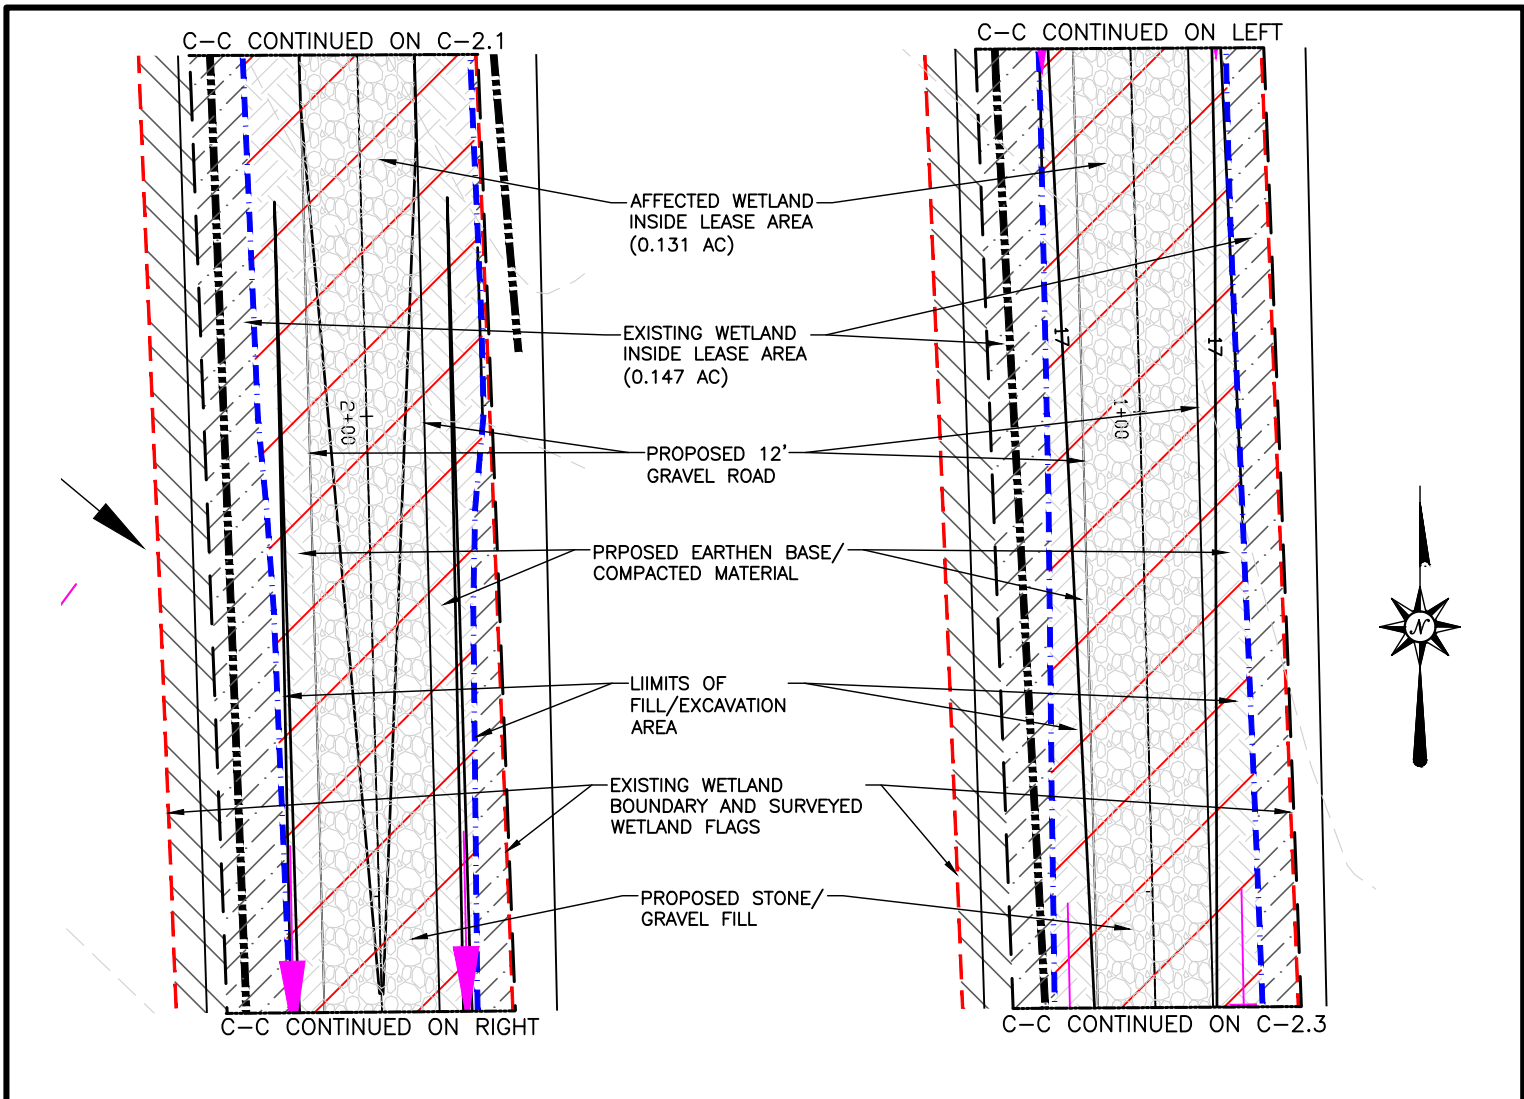 C-C CONTINUED ON C-2.1
C-C CONTINUED ON LEFT
AFFECTED WETLAND
INSIDE LEASE AREA
(0.131 AC)
EXISTING WETLAND
INSIDE LEASE AREA
(0.147 AC)
17
17
2+00
1+00
PROPOSED 12'
GRAVEL ROAD
PRPOSED EARTHEN BASE/
COMPACTED MATERIAL
LIIMITS OF
FILL/EXCAVATION
AREA
N
EXISTING WETLAND
BOUNDARY AND SURVEYED
WETLAND FLAGS
PROPOSED STONE/
GRAVEL FILL
C-C CONTINUED ON RIGHT
C-C CONTINUED ON C-2.3